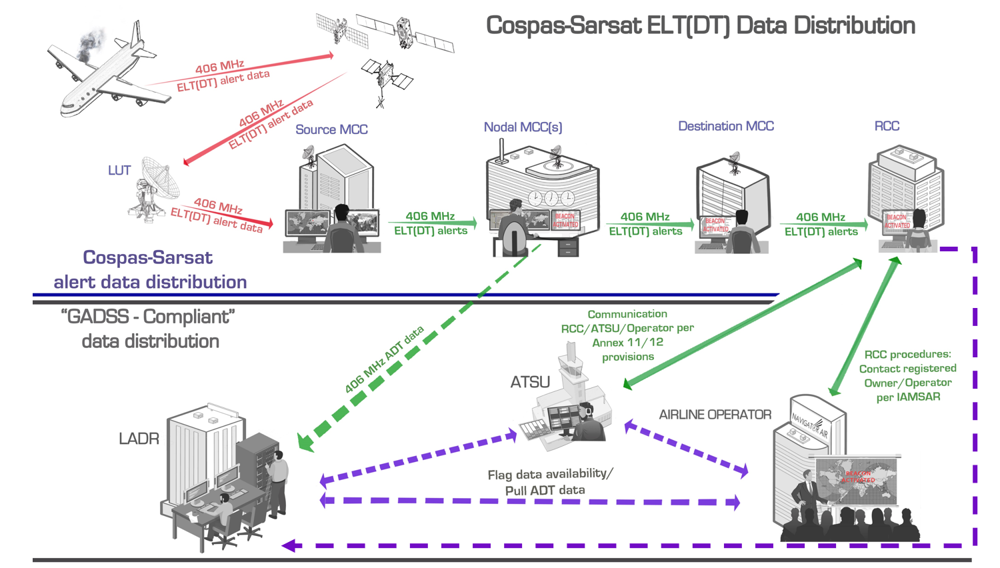 Cospas-Sarsat ELT(DT) Data Distribution
406 MHz
ELT(DT) alert data
406 MHz
ELT(DT) alert data
Source MCC
Nodal MCC(s)
Destination MCC
RCC
LUT
406 MHz
ELT(DT) alert data
406 MHz
ELT(DT) alerts
BEACON
ACTIVATED
406 MHz
ELT(DT) alerts
BEACON
ACTIVATED
406 MHz
ELT(DT) alerts
BEACON
ACTIVATED
Cospas-Sarsat
alert data distribution
“GADSS - Compliant”
data distribution
406 MHz ADT data
Communication
RCC/ATSU/Operator per
Annex 11/12
provisions
RCC procedures:
Contact registered
Owner/Operator
per IAMSAR
ATSU
AIRLINE OPERATOR
NAVIGATOR AIR
LADR
BEACON
ACTIVATED
Flag data availability/
Pull ADT data